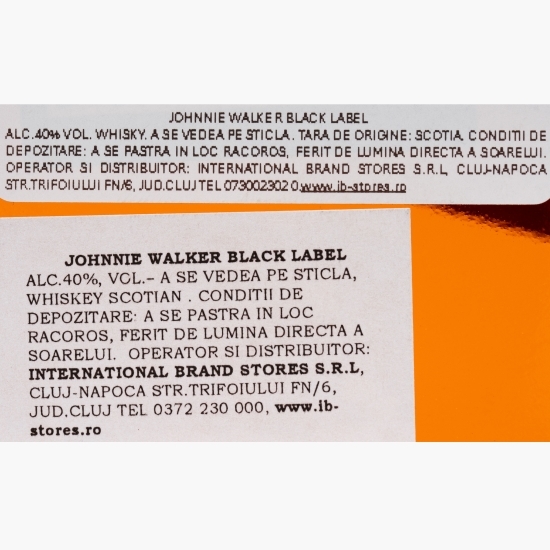 JOHNNIE WALKER BLACK LABEL
ALC.40% VOL. WHISKY. A SE VEDEA PE STICLA. TARA DE ORIGINE: SCOTIA. CONDITII DE
DEPOZITARE: A SE PASTRA IN LOC RACOROS, FERIT DE LUMINA DIRECTA A SOARELUI.
OPERATOR SI DISTRIBUITOR: INTERNATIONAL BRAND STORES S.R.L, CLUJ-NAPOCA
STR.TRIFOIULUI FN/6, JUD.CLUJ TEL 0730023020.www.ib-stores.ro
JOHNNIE WALKER BLACK LABEL
ALC.40%, VOL.– A SE VEDEA PE STICLA,
WHISKEY SCOTIAN . CONDITII DE
DEPOZITARE: A SE PASTRA IN LOC
RACOROS, FERIT DE LUMINA DIRECTA A
SOARELUI. OPERATOR SI DISTRIBUITOR:
INTERNATIONAL BRAND STORES S.R.L,
CLUJ-NAPOCA STR.TRIFOIULUI FN/6,
JUD.CLUJ TEL 0372 230 000, www.ib-
stores.ro